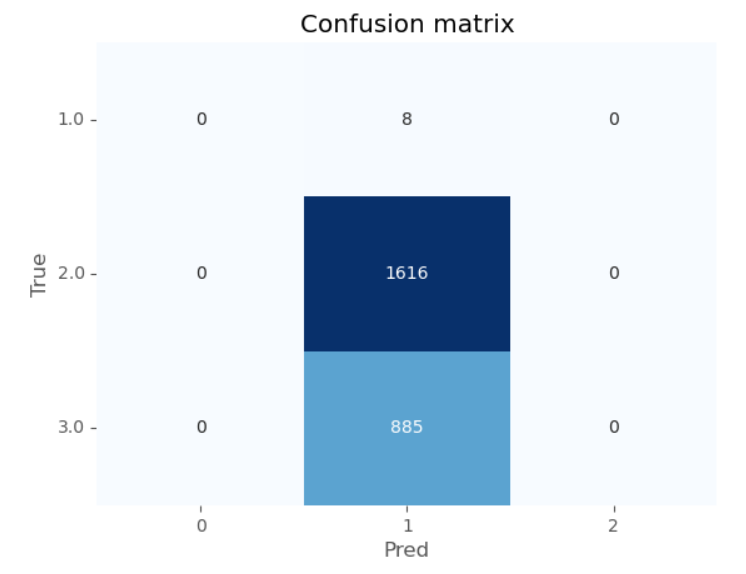 Confusion matrix
1.0 0 8 0
True 2.0 0 1616 0
3.0 0 885 0
0 1 2
Pred